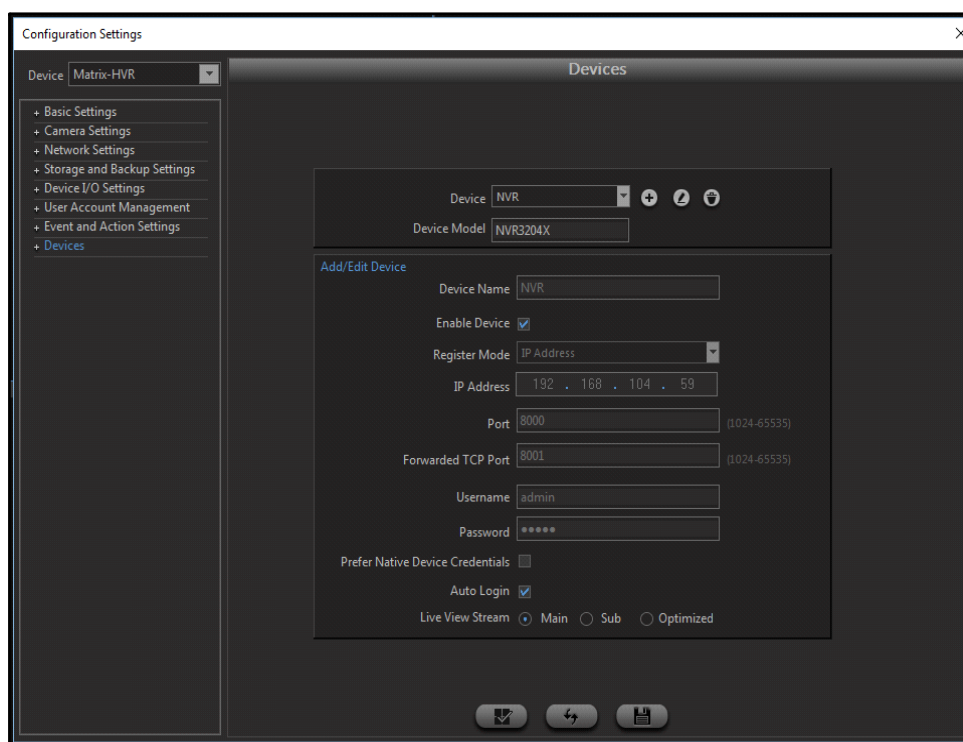 Configuration Settings
Device Matrix-HVR
Devices
+ Basic Settings
+ Camera Settings
+ Network Settings
+ Storage and Backup Settings
+ Device I/O Settings
+ User Account Management
+ Event and Action Settings
+ Devices
Device NVR
Device Model NVR3204X
Add/Edit Device
Device Name NVR
Enable Device
Register Mode IP Address
IP Address 192 . 168 . 104 . 59
Port 8000 (1024-65535)
Forwarded TCP Port 8001 (1024-65535)
Username admin
Password •••••
Prefer Native Device Credentials
Auto Login
Live View Stream Main Sub Optimized